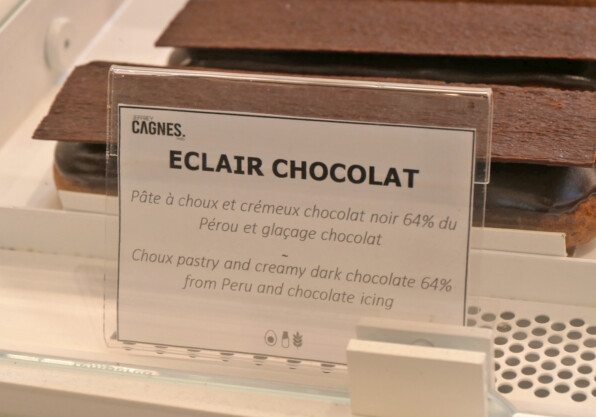 JEFFREY
CAGNES.
ECLAIR CHOCOLAT
Pâte à choux et crémeux chocolat noir 64% du
Pérou et glaçage chocolat
-
Choux pastry and creamy dark chocolate 64%
from Peru and chocolate icing